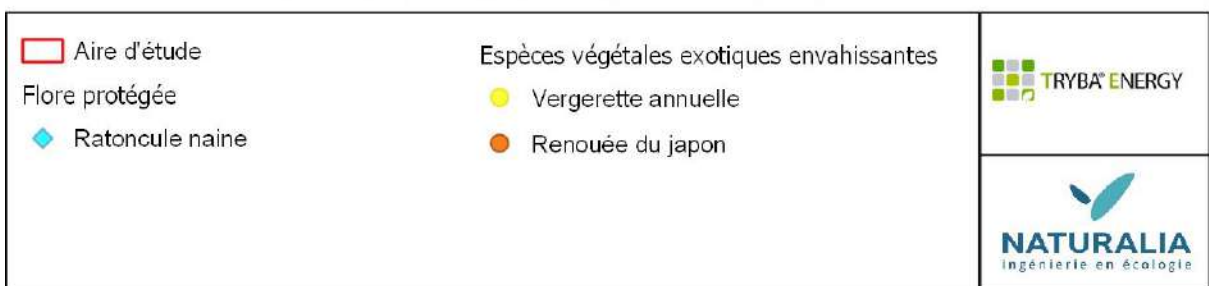 Aire d'étude
Flore protégée
Ratoncule naine
Espèces végétales exotiques envahissantes
Vergerette annuelle
Renouée du japon
TRYBA® ENERGY
NATURALIA
ingénierie en écologie